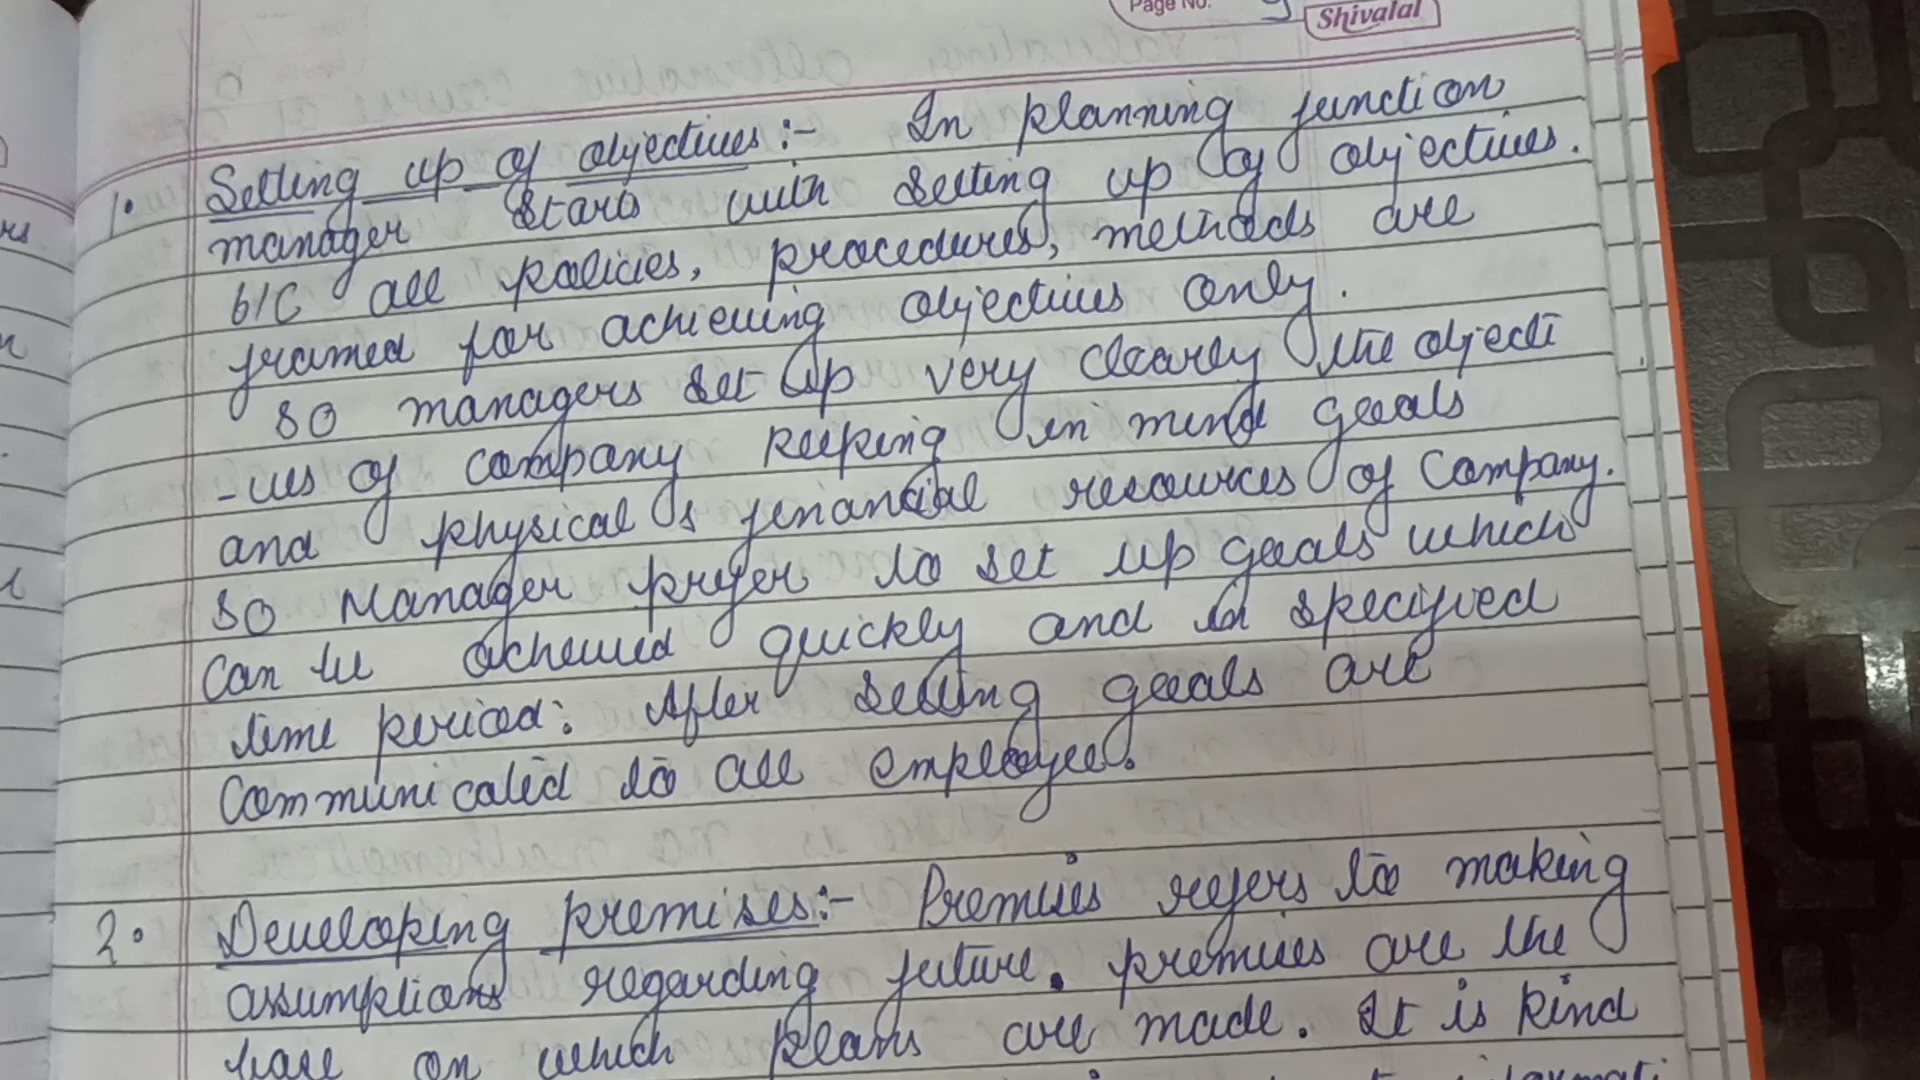 Page No. 9
Shivalal
1. Setting up of objectives :- In planning function
manager stars with setting up of objectives.
b/c all policies, procedures, methods are
framed for achieving objectives only.
so managers set up very clearly the objecti
-ves of company keeping in mind goals
and physical & financial resources of Company.
so Manager prefer to set up goals which
can be achieved quickly and in specified
time period: After setting goals are
Communicated to all employee.
2. Developing premises :- Premises refers to making
assumptions regarding future. premises are the
base on which plans are made. It is kind